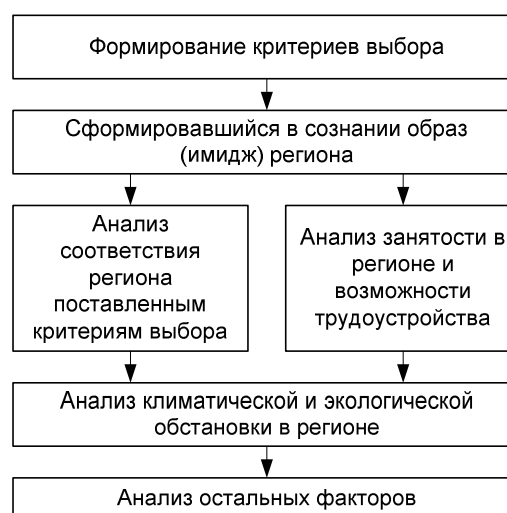 Формирование критериев выбора
Сформировавшийся в сознании образ
(имидж) региона
Анализ
соответствия
региона
поставленным
критериям выбора
Анализ занятости в
регионе и
возможности
трудоустройства
Анализ климатической и экологической
обстановки в регионе
Анализ остальных факторов